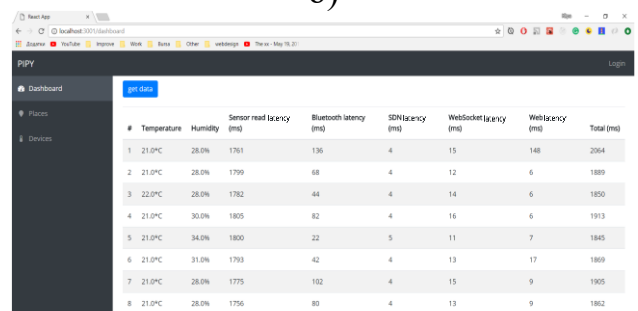 React App
localhost:3001/dashboard
YouTube Improve Work Bursa Other webdesign The xx - May 19, 20
PIPY Login
Dashboard
Places
Devices
get data
# Temperature Humidity Sensor read latency (ms) Bluetooth latency (ms) SDN latency (ms) WebSocket latency (ms) Web latency (ms) Total (ms)
1 21.0°C 28.0% 1761 136 4 15 148 2064
2 21.0°C 28.0% 1799 68 4 12 6 1889
3 22.0°C 28.0% 1782 44 4 14 6 1850
4 21.0°C 30.0% 1805 82 4 16 6 1913
5 21.0°C 34.0% 1800 22 5 11 7 1845
6 21.0°C 31.0% 1793 42 4 13 17 1869
7 21.0°C 28.0% 1775 102 4 15 9 1905
8 21.0°C 28.0% 1756 80 4 13 9 1862